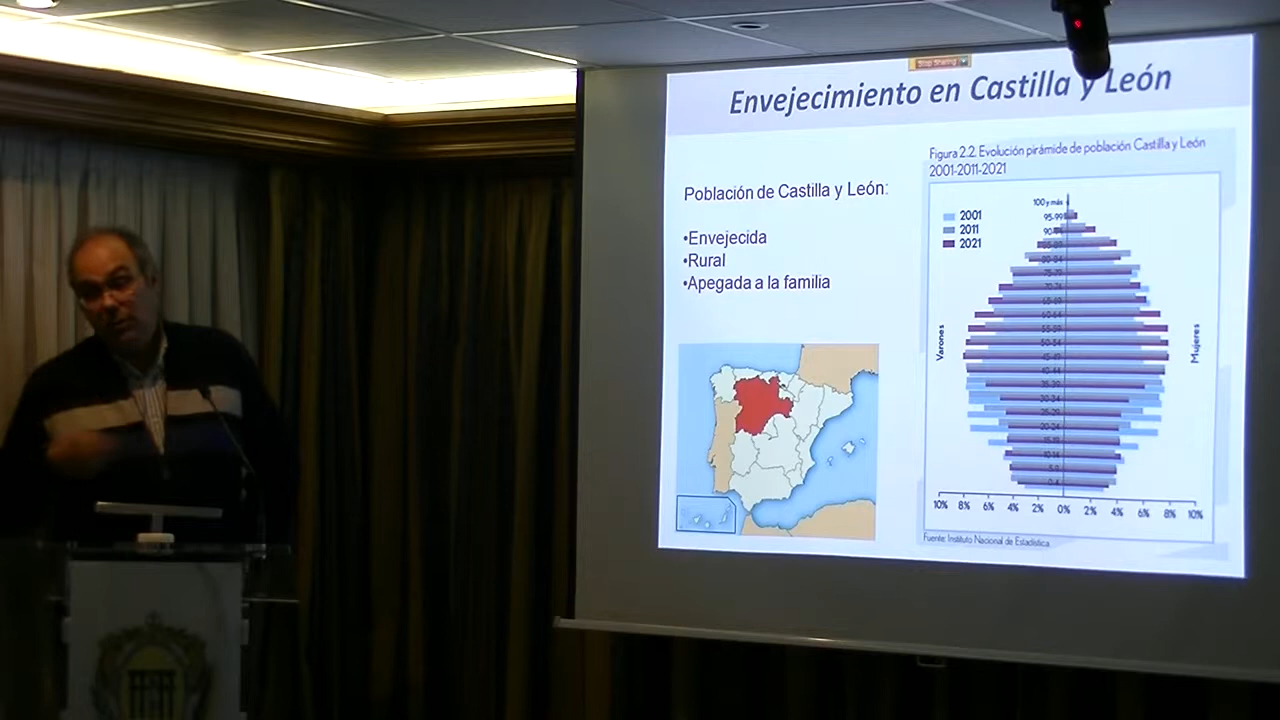 Stop Sharing
Envejecimiento en Castilla y León
Población de Castilla y León:
•Envejecida
•Rural
•Apegada a la familia
Figura 2.2. Evolución pirámide de población Castilla y León
2001-2011-2021
2001
2011
2021
100 y más
95-99
85-89
80-84
75-79
70-74
65-69
60-64
55-59
50-54
45-49
40-44
35-39
30-34
25-29
20-24
15-19
10-14
5-9
0-4
Varones
Mujeres
10% 8% 6% 4% 2% 0% 2% 4% 6% 8% 10%
Fuente: Instituto Nacional de Estadística